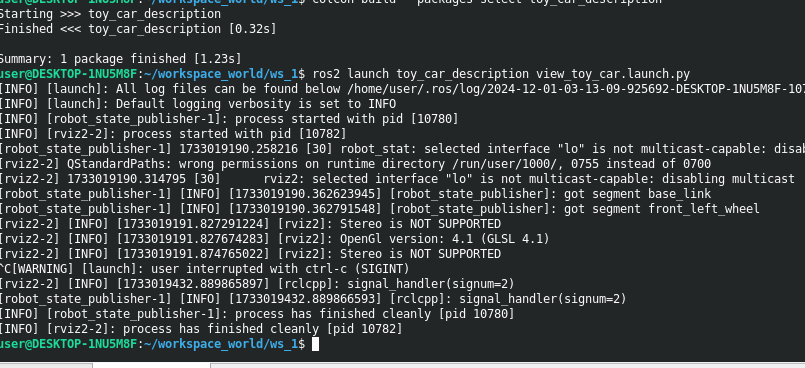 user@DESKTOP-1NU5M8F:~/workspace_world/ws_1$ colcon build --packages-select toy_car_description
Starting >>> toy_car_description
Finished <<< toy_car_description [0.32s]
Summary: 1 package finished [1.23s]
user@DESKTOP-1NU5M8F:~/workspace_world/ws_1$ ros2 launch toy_car_description view_toy_car.launch.py
[INFO] [launch]: All log files can be found below /home/user/.ros/log/2024-12-01-03-13-09-925692-DESKTOP-1NU5M8F-107
[INFO] [launch]: Default logging verbosity is set to INFO
[INFO] [robot_state_publisher-1]: process started with pid [10780]
[INFO] [rviz2-2]: process started with pid [10782]
[robot_state_publisher-1] 1733019190.258216 [30] robot_stat: selected interface "lo" is not multicast-capable: disab
[rviz2-2] QStandardPaths: wrong permissions on runtime directory /run/user/1000/, 0755 instead of 0700
[rviz2-2] 1733019190.314795 [30]      rviz2: selected interface "lo" is not multicast-capable: disabling multicast
[robot_state_publisher-1] [INFO] [1733019190.362623945] [robot_state_publisher]: got segment base_link
[robot_state_publisher-1] [INFO] [1733019190.362791548] [robot_state_publisher]: got segment front_left_wheel
[rviz2-2] [INFO] [1733019191.827291224] [rviz2]: Stereo is NOT SUPPORTED
[rviz2-2] [INFO] [1733019191.827674283] [rviz2]: OpenGl version: 4.1 (GLSL 4.1)
[rviz2-2] [INFO] [1733019191.874765022] [rviz2]: Stereo is NOT SUPPORTED
^C[WARNING] [launch]: user interrupted with ctrl-c (SIGINT)
[rviz2-2] [INFO] [1733019432.889865897] [rclcpp]: signal_handler(signum=2)
[robot_state_publisher-1] [INFO] [1733019432.889866593] [rclcpp]: signal_handler(signum=2)
[INFO] [robot_state_publisher-1]: process has finished cleanly [pid 10780]
[INFO] [rviz2-2]: process has finished cleanly [pid 10782]
user@DESKTOP-1NU5M8F:~/workspace_world/ws_1$